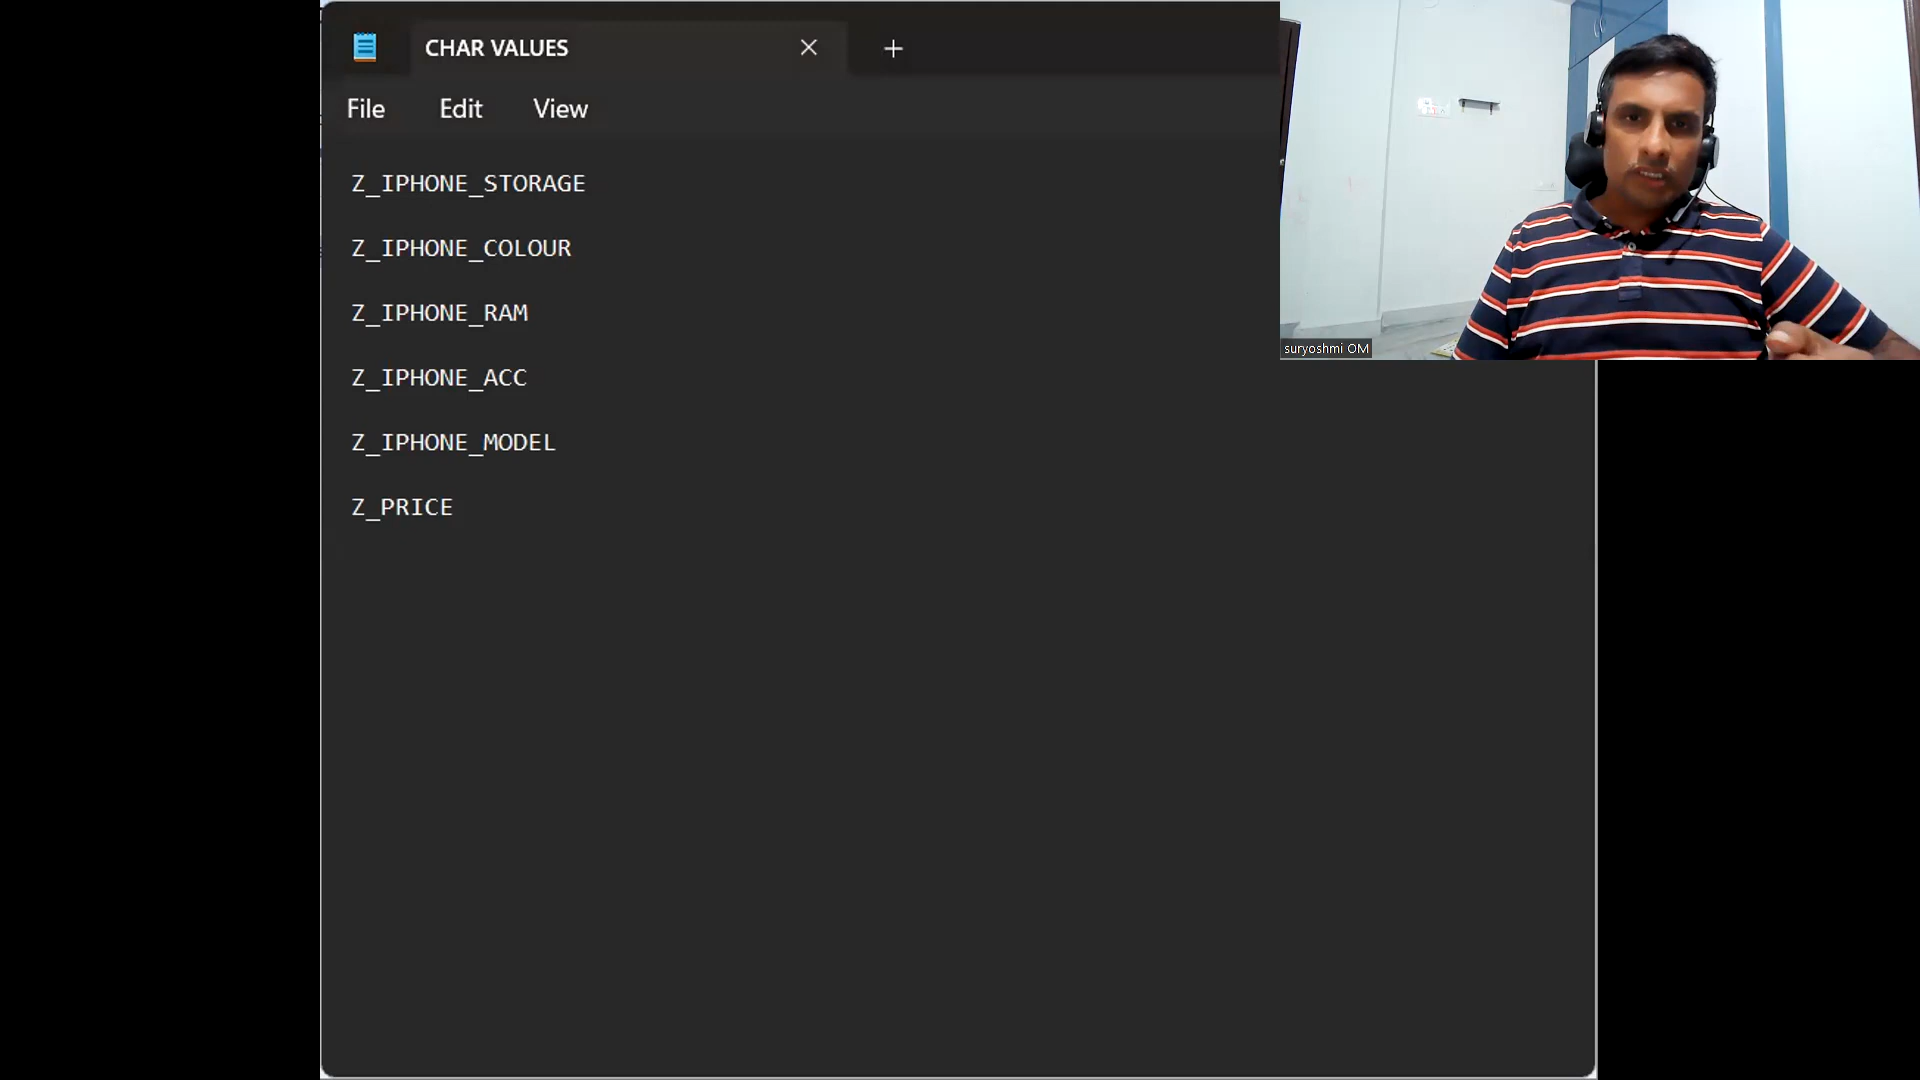 CHAR VALUES
File Edit View
Z_IPHONE_STORAGE
Z_IPHONE_COLOUR
Z_IPHONE_RAM
Z_IPHONE_ACC
Z_IPHONE_MODEL
Z_PRICE
suryoshmi OM